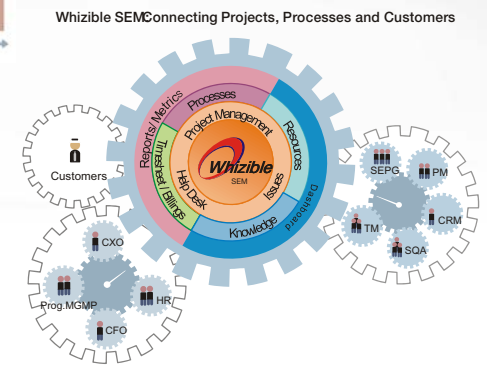 Whizible SEM:Connecting Projects, Processes and Customers
Reports/Metrics
Processes
Project Management
Resources
Timesheet / Billings
Help Desk
Whizible
SEM
Issues
Knowledge
Dashboard
Customers
SEPG
PM
CRM
TM
SQA
CXO
Prog.MGMP
HR
CFO